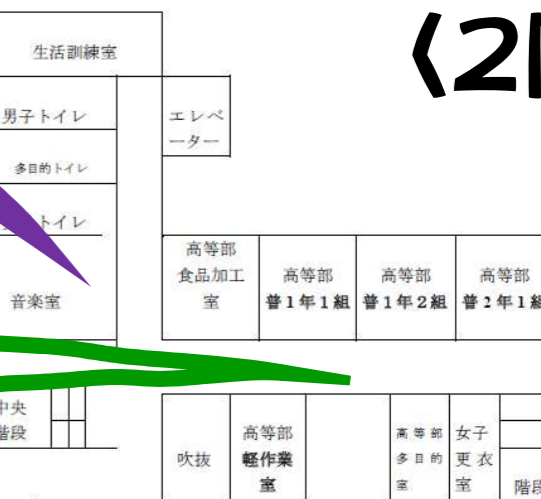 〈2
生活訓練室
男子トイレ
エレベ
ーター
多目的トイレ
トイレ
高等部
食品加工
室
高等部
普1年1組
高等部
普1年2組
高等部
普2年1組
音楽室
中央
階段
吹抜
高等部
軽作業
室
高等部
多目的
室
女子
更衣
室
階段